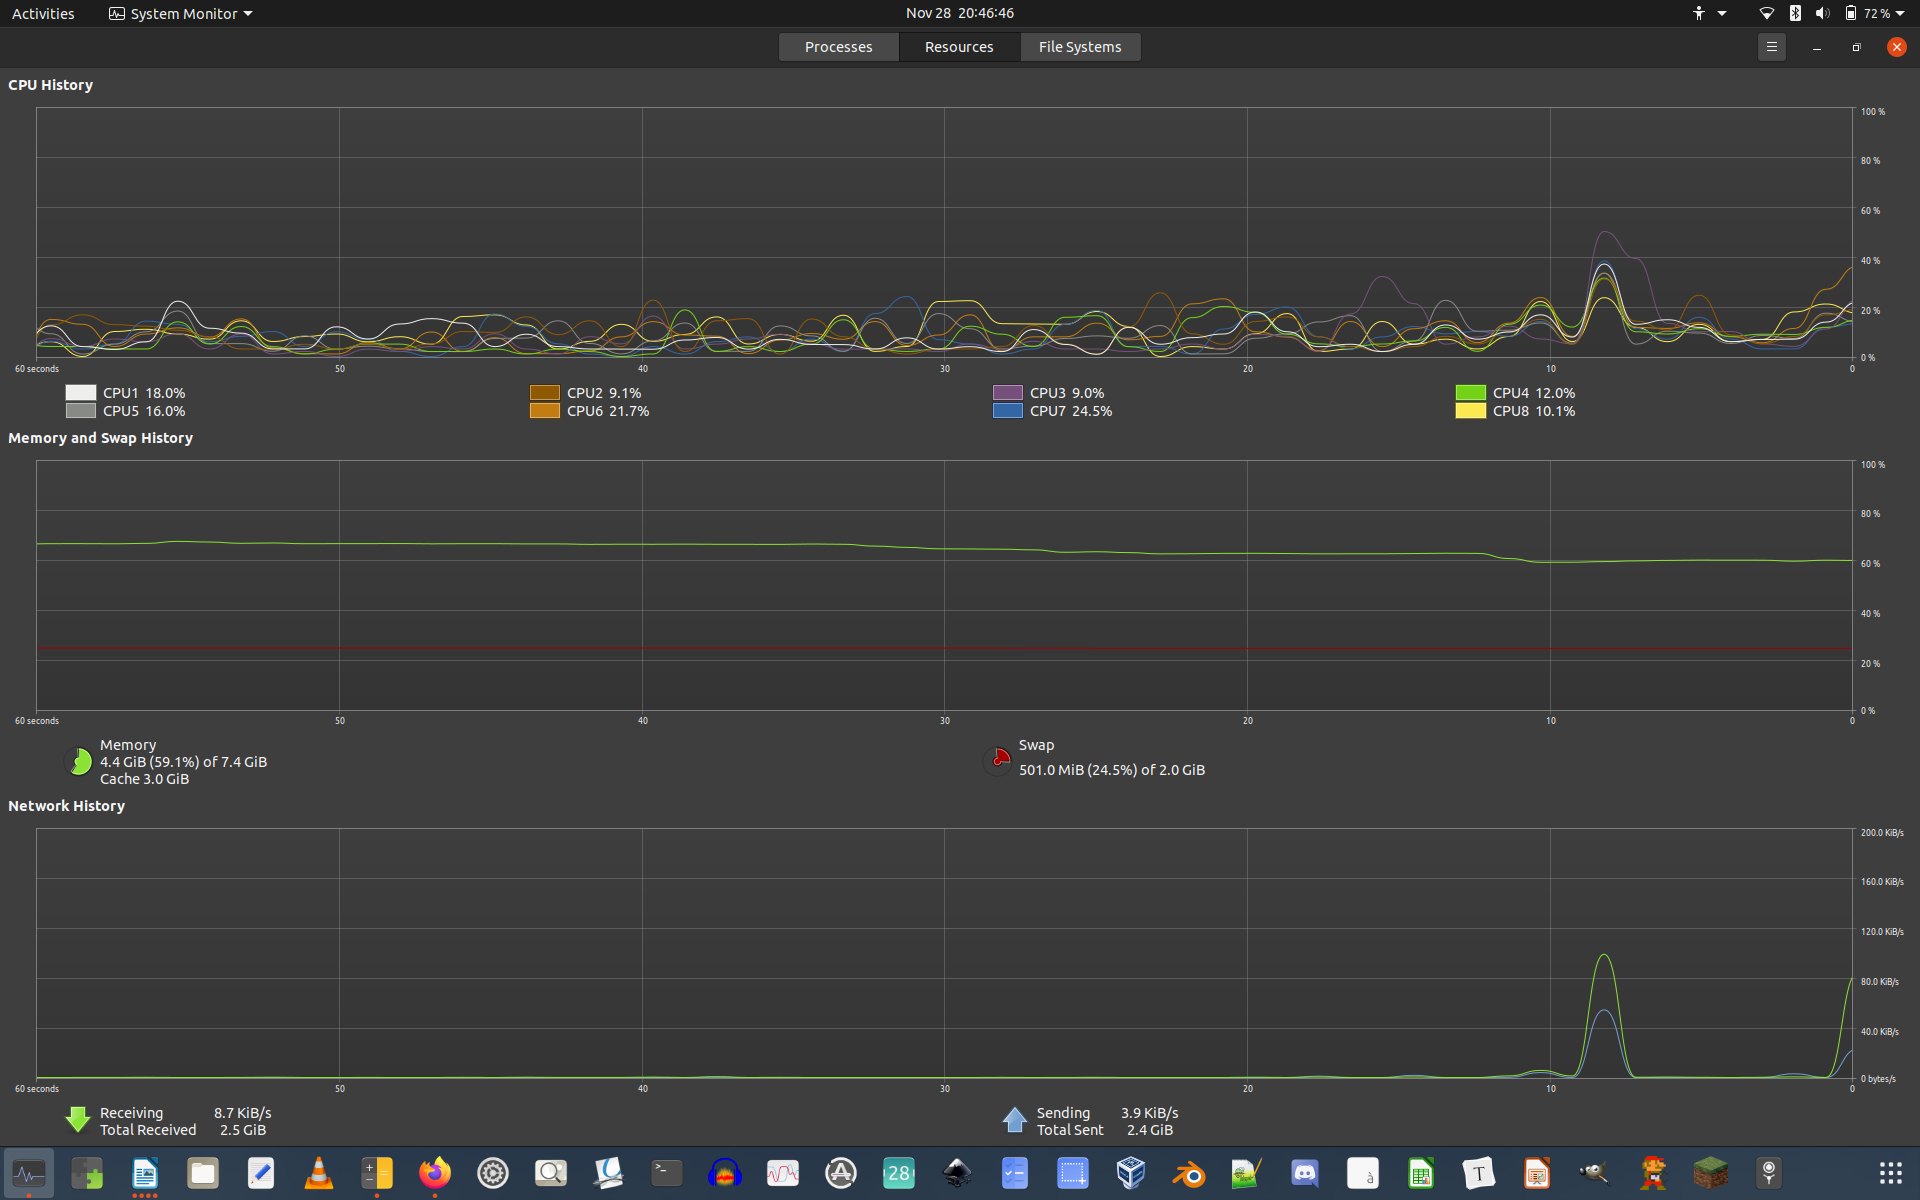 Activities System Monitor Nov 28 20:46:46 72 %
Processes Resources File Systems
CPU History
100 %
80 %
60 %
40 %
20 %
0 %
60 seconds 50 40 30 20 10 0
CPU1 18.0% CPU2 9.1% CPU3 9.0% CPU4 12.0%
CPU5 16.0% CPU6 21.7% CPU7 24.5% CPU8 10.1%
Memory and Swap History
100 %
80 %
60 %
40 %
20 %
0 %
60 seconds 50 40 30 20 10 0
Memory Swap
4.4 GiB (59.1%) of 7.4 GiB 501.0 MiB (24.5%) of 2.0 GiB
Cache 3.0 GiB
Network History
200.0 KiB/s
160.0 KiB/s
120.0 KiB/s
80.0 KiB/s
40.0 KiB/s
0 bytes/s
60 seconds 50 40 30 20 10 0
Receiving 8.7 KiB/s Sending 3.9 KiB/s
Total Received 2.5 GiB Total Sent 2.4 GiB
28 à T